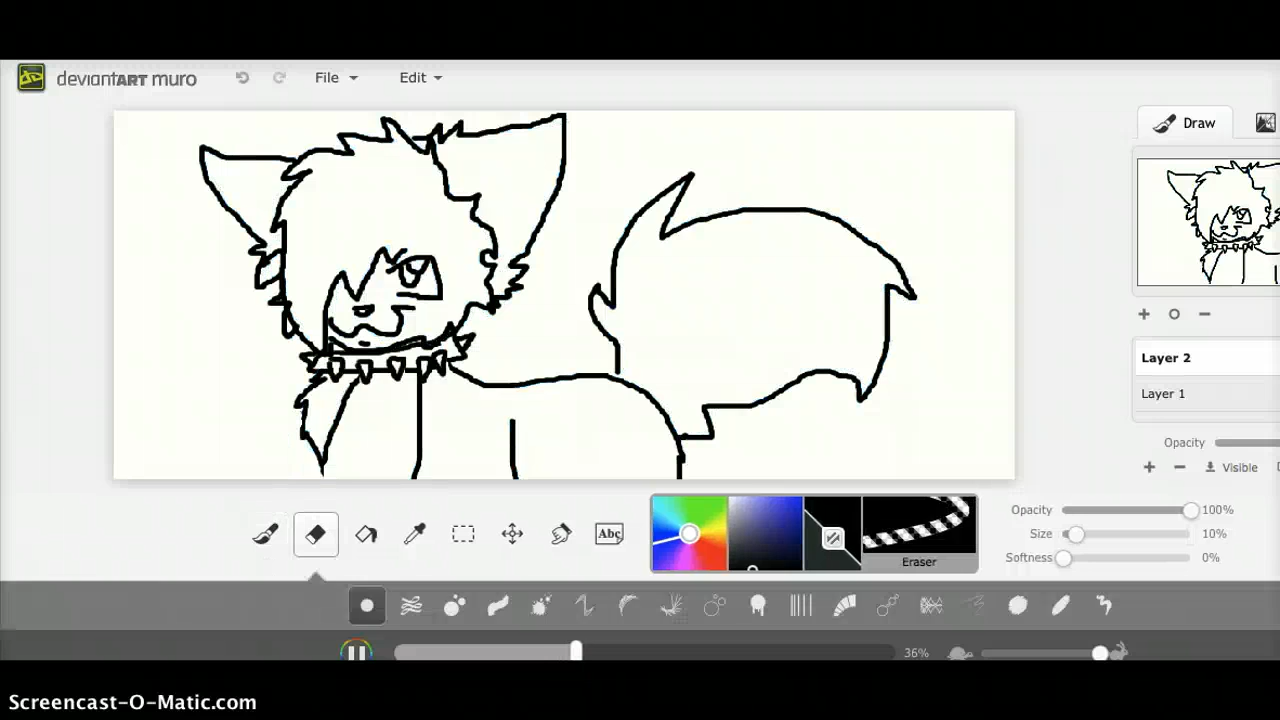 deviantART muro
File
Edit
Draw
Layer 2
Layer 1
Opacity
Visible
Abc
Eraser
Opacity 100%
Size 10%
Softness 0%
36%
Screencast-O-Matic.com